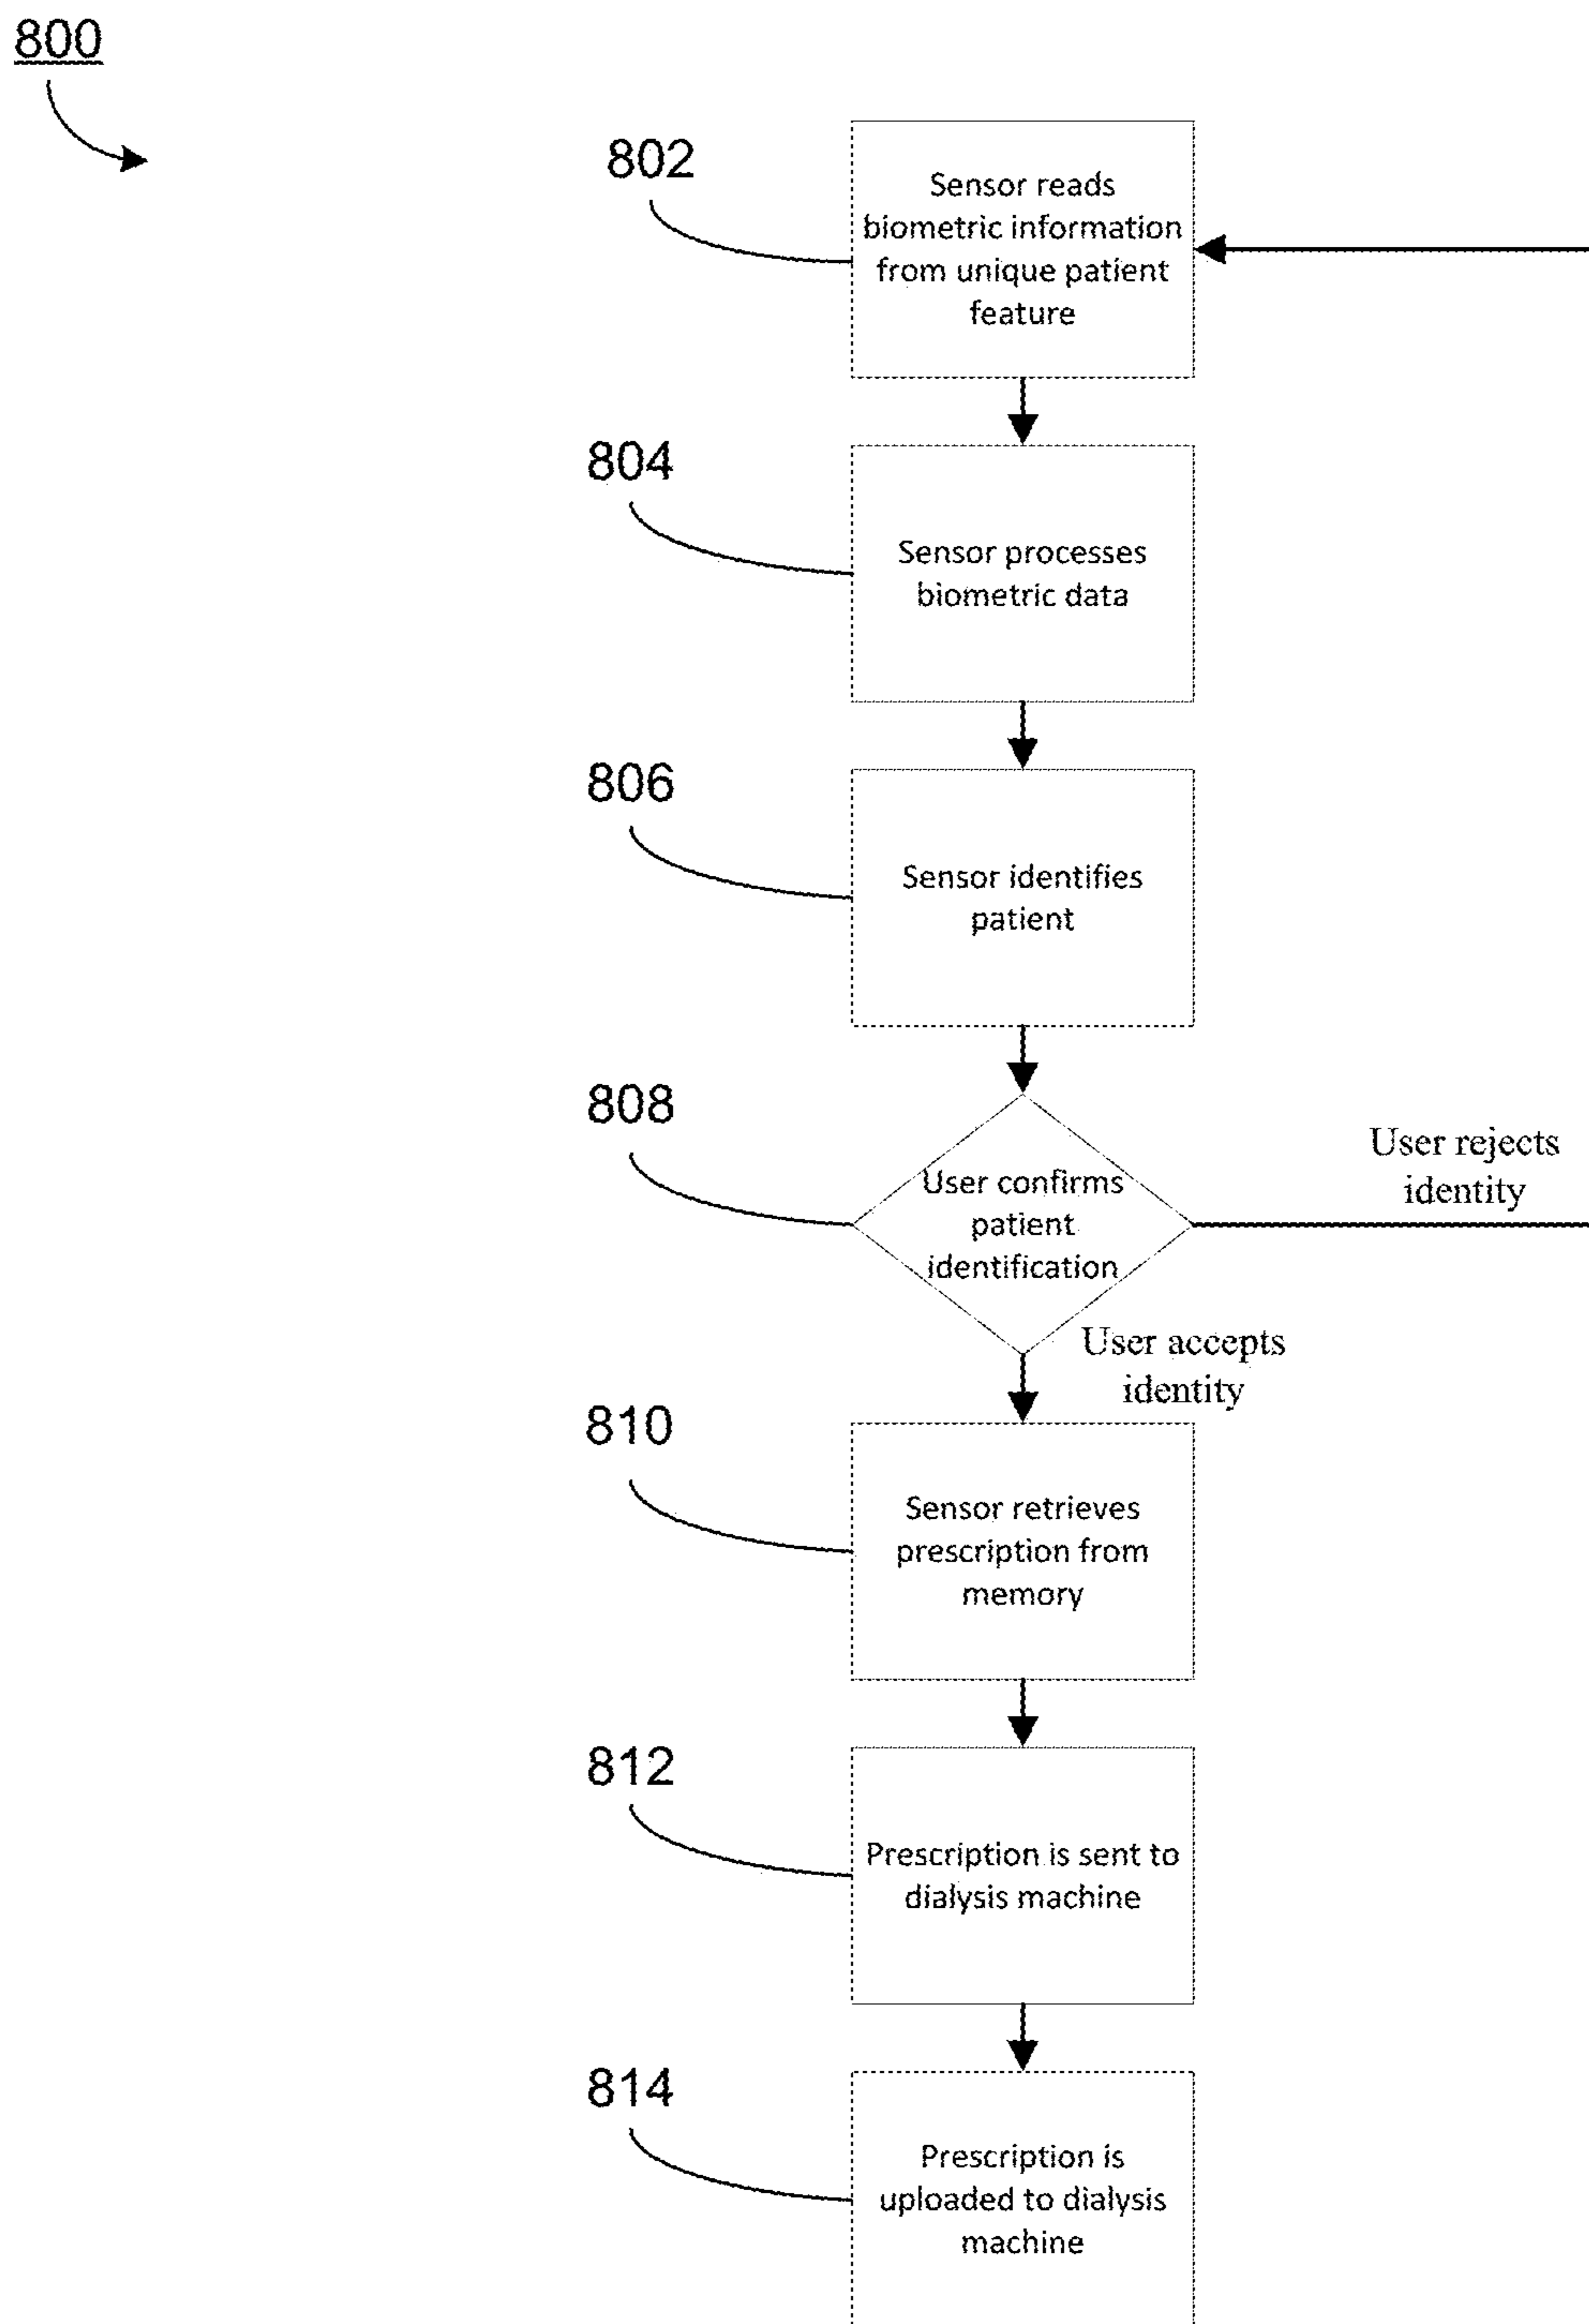 800
802
Sensor reads
biometric information
from unique patient
feature
804
Sensor processes
biometric data
806
Sensor identifies
patient
808
User confirms
patient
identification
User rejects
identity
User accepts
identity
810
Sensor retrieves
prescription from
memory
812
Prescription is sent to
dialysis machine
814
Prescription is
uploaded to dialysis
machine